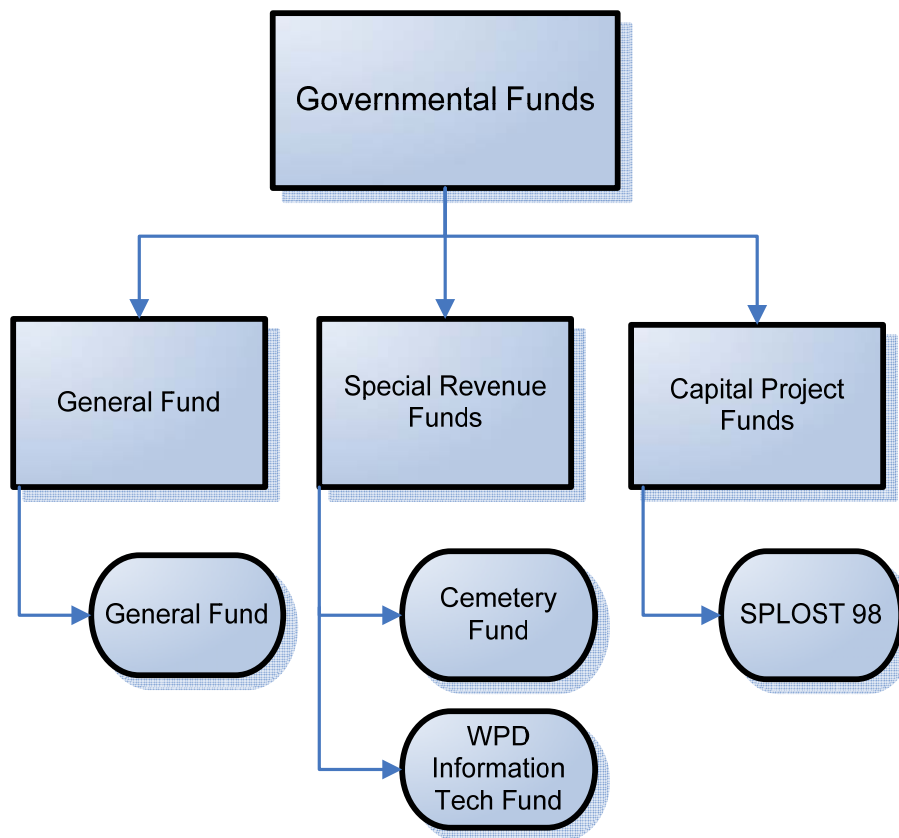 Governmental Funds
General Fund
Special Revenue
Funds
Capital Project
Funds
General Fund
Cemetery
Fund
SPLOST 98
WPD
Information
Tech Fund